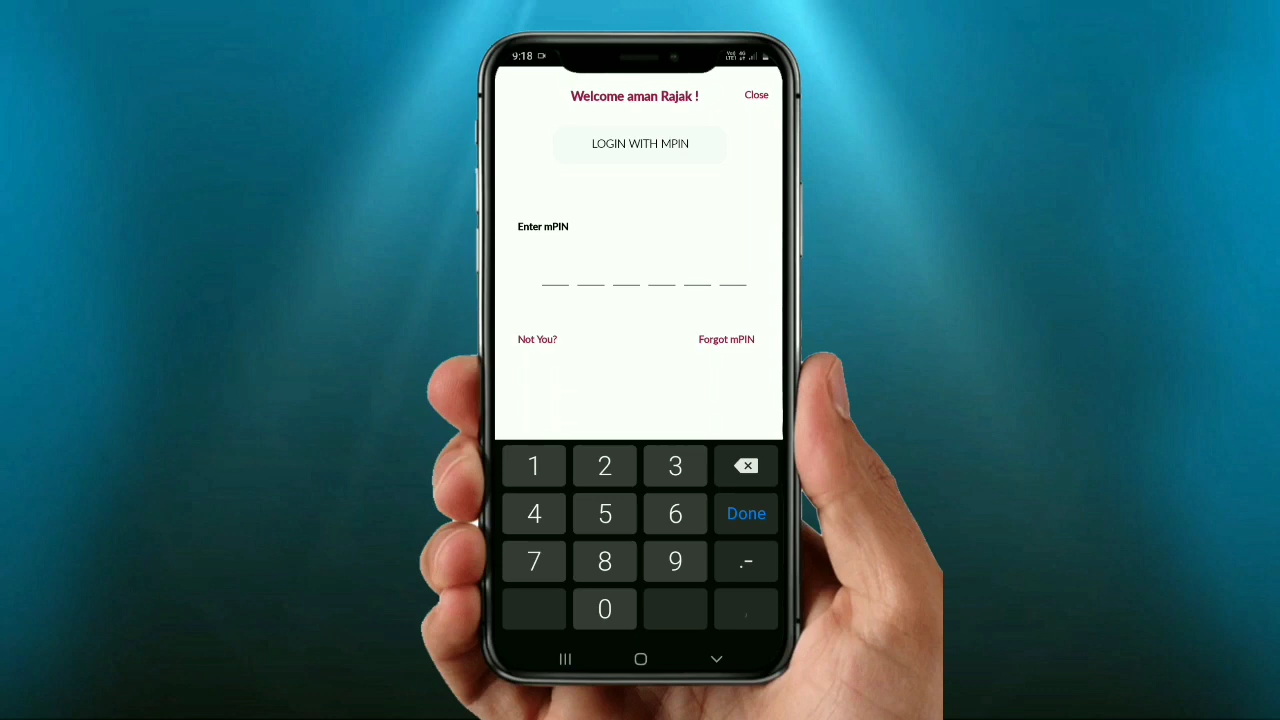 9:18
Welcome aman Rajak !
Close
LOGIN WITH MPIN
Enter mPIN
Not You?
Forgot mPIN
1 2 3
4 5 6 Done
7 8 9 .-
0 ,